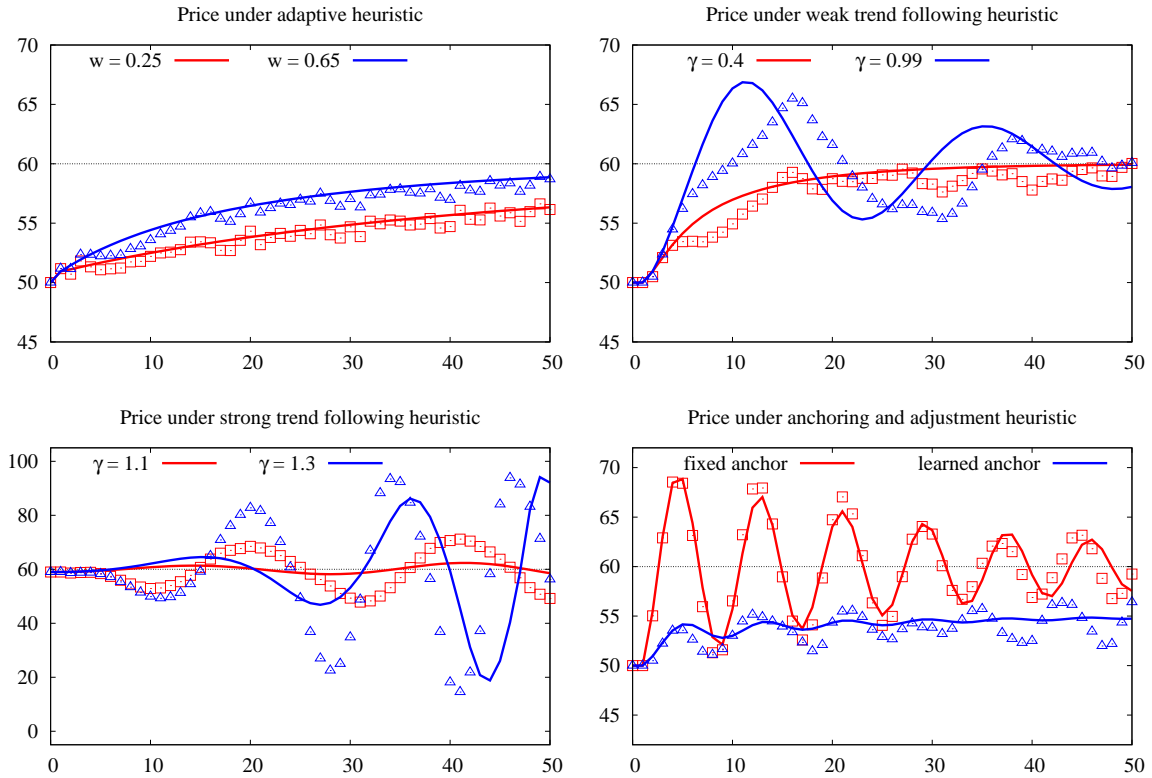 Price under adaptive heuristic
70
65
60
55
50
45
0 10 20 30 40 50
w = 0.25 w = 0.65
Price under weak trend following heuristic
70
65
60
55
50
45
0 10 20 30 40 50
γ = 0.4 γ = 0.99
Price under strong trend following heuristic
100
80
60
40
20
0
0 10 20 30 40 50
γ = 1.1 γ = 1.3
Price under anchoring and adjustment heuristic
70
65
60
55
50
45
0 10 20 30 40 50
fixed anchor learned anchor